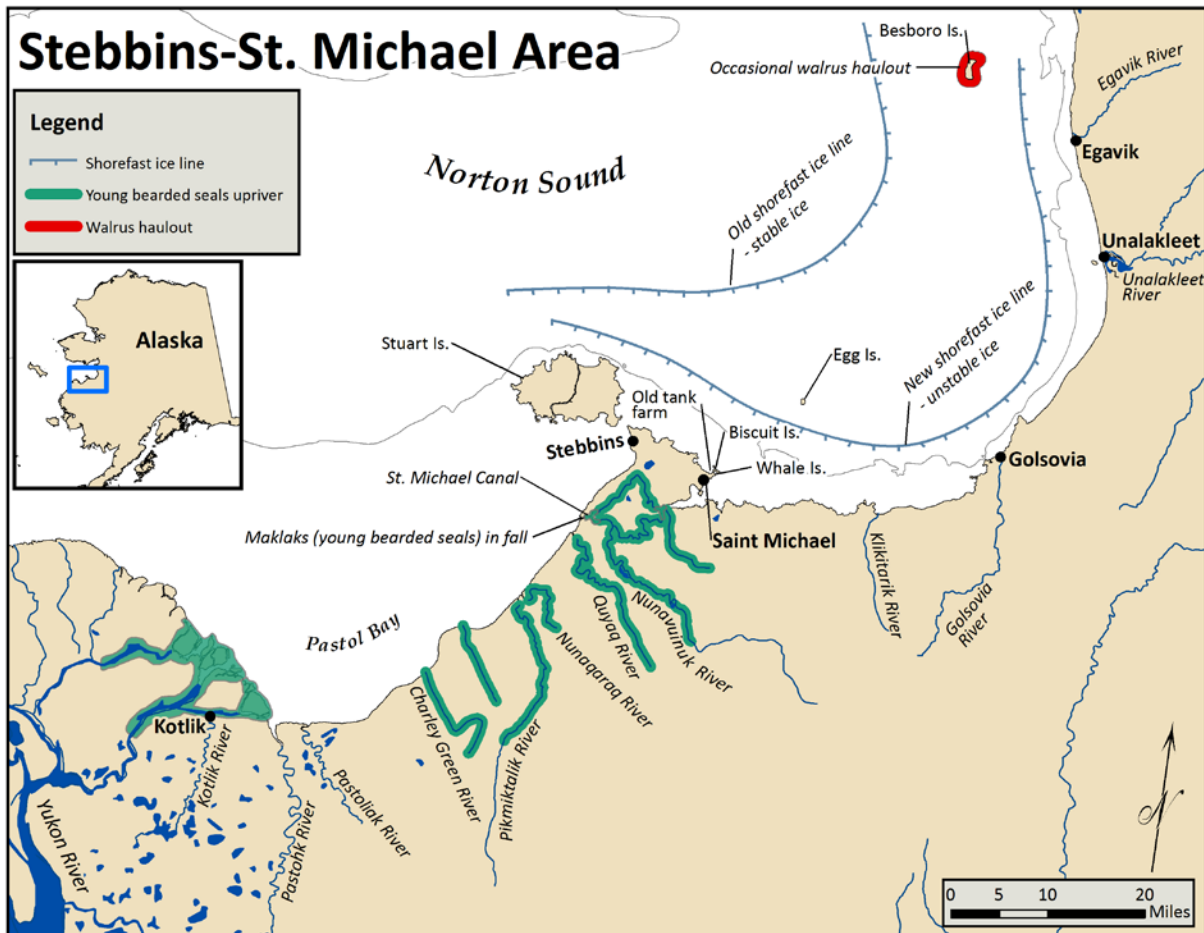 Stebbins-St. Michael Area
Legend
Shorefast ice line
Young bearded seals upriver
Walrus haulout
Alaska
Norton Sound
Besboro Is.
Occasional walrus haulout
Egavik River
Egavik
Old shorefast ice line
- stable ice
Unalakleet
Unalakleet
River
New shorefast ice line
- unstable ice
Stuart Is.
Egg Is.
Old tank
farm
Biscuit Is.
Stebbins
Whale Is.
Golsovia
St. Michael Canal
Maklaks (young bearded seals) in fall
Saint Michael
Klikitarik River
Golsovia
River
Pastol Bay
Nunavuinuk River
Quyaq River
Nunaqaraq River
Charley Green River
Pikmiktalik River
Kotlik
Kotlik River
Pastoliak River
Pastohk River
Yukon River
N
0 5 10 20
Miles